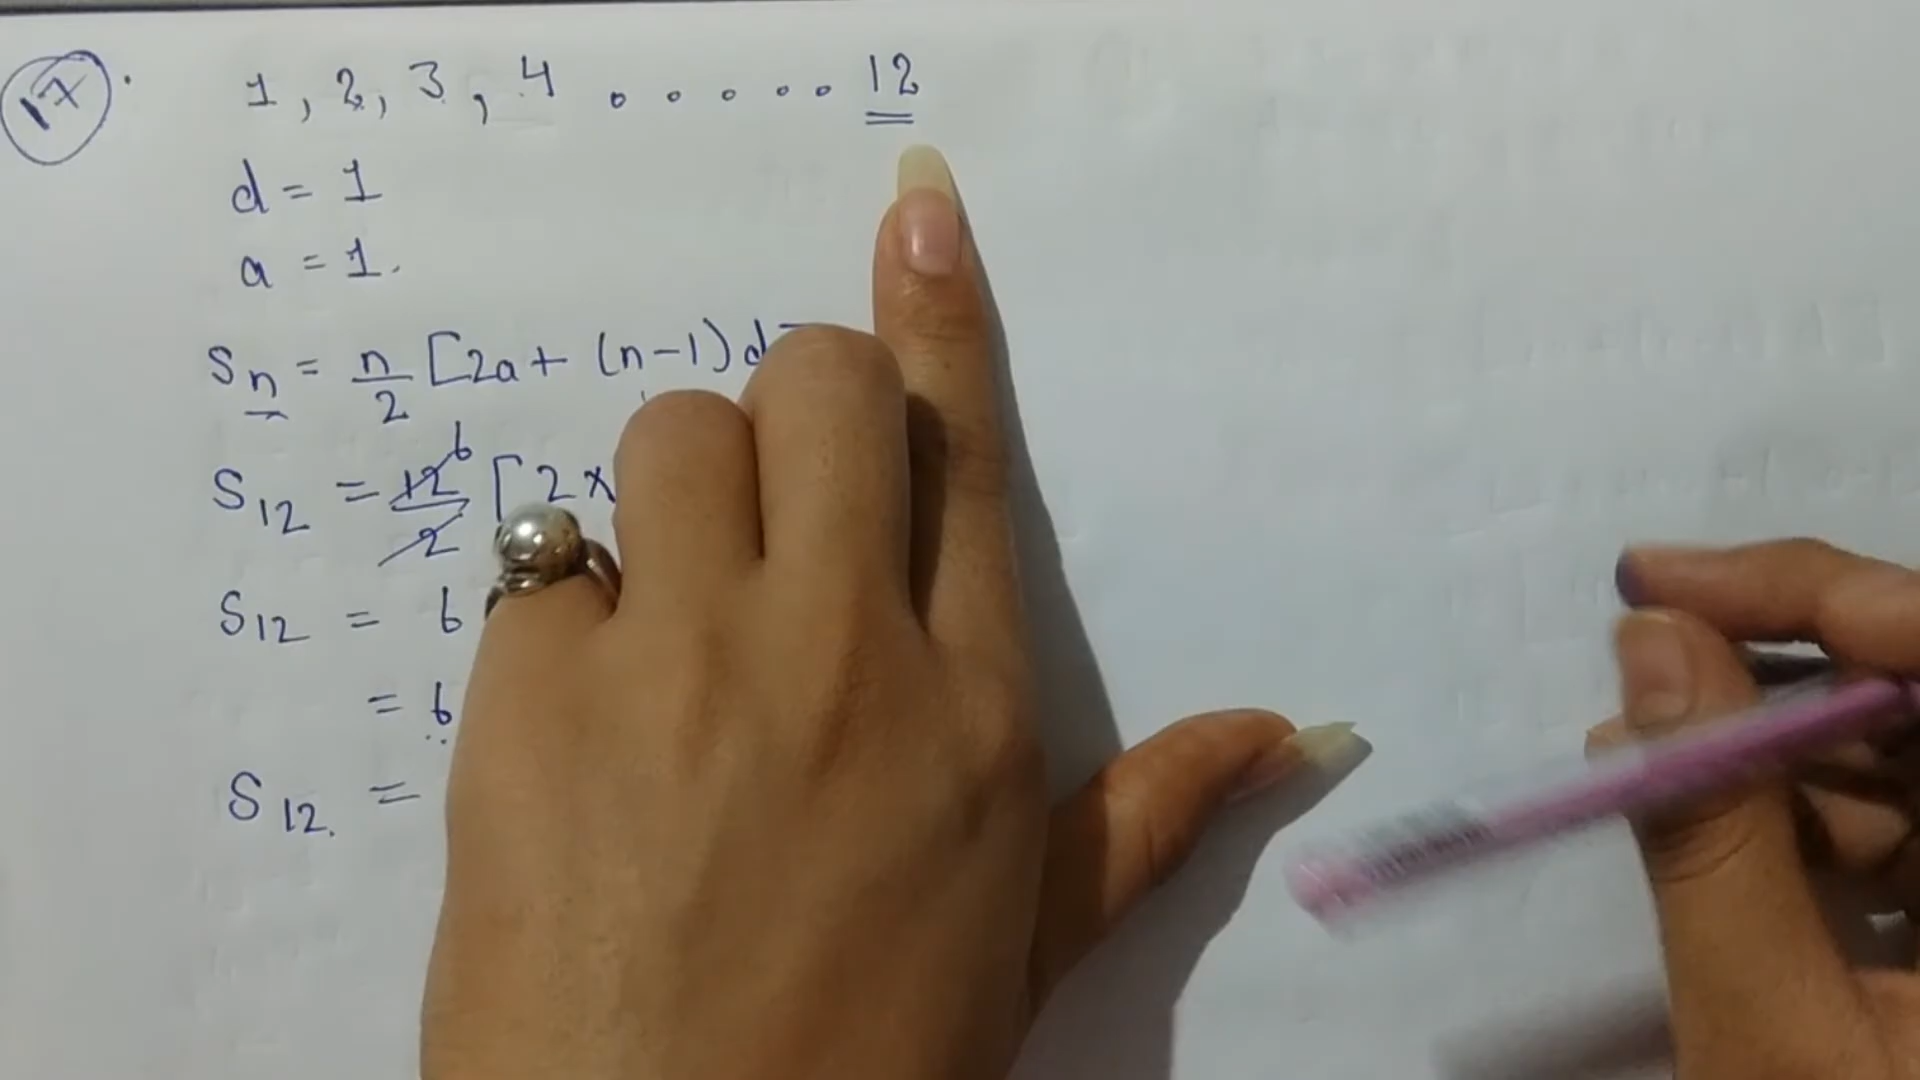 17. 1, 2, 3, 4 ..... 12
d = 1
a = 1.
Sn = n/2 [2a + (n-1) d
S12 = 12/2 6 [2×
S12 = 6
= 6
S12. =